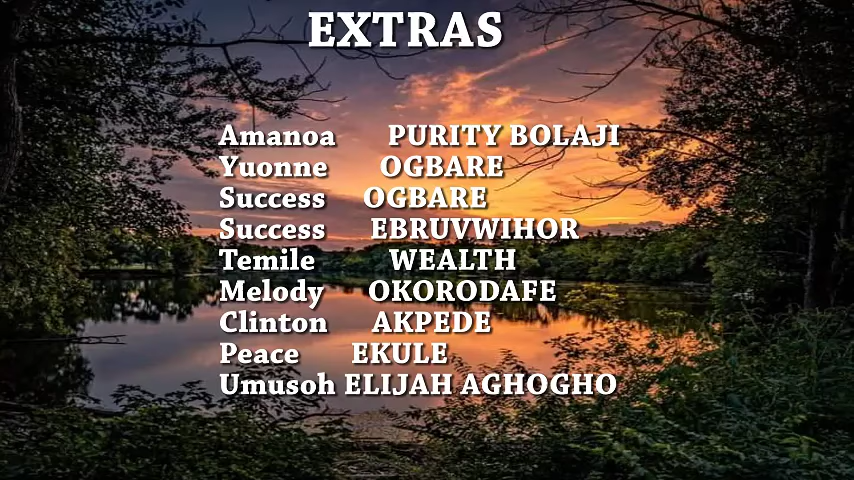 EXTRAS
Amanoa PURITY BOLAJI
Yuonne OGBARE
Success OGBARE
Success EBRUVWIHOR
Temile WEALTH
Melody OKORODAFE
Clinton AKPEDE
Peace EKULE
Umusoh ELIJAH AGHOGHO